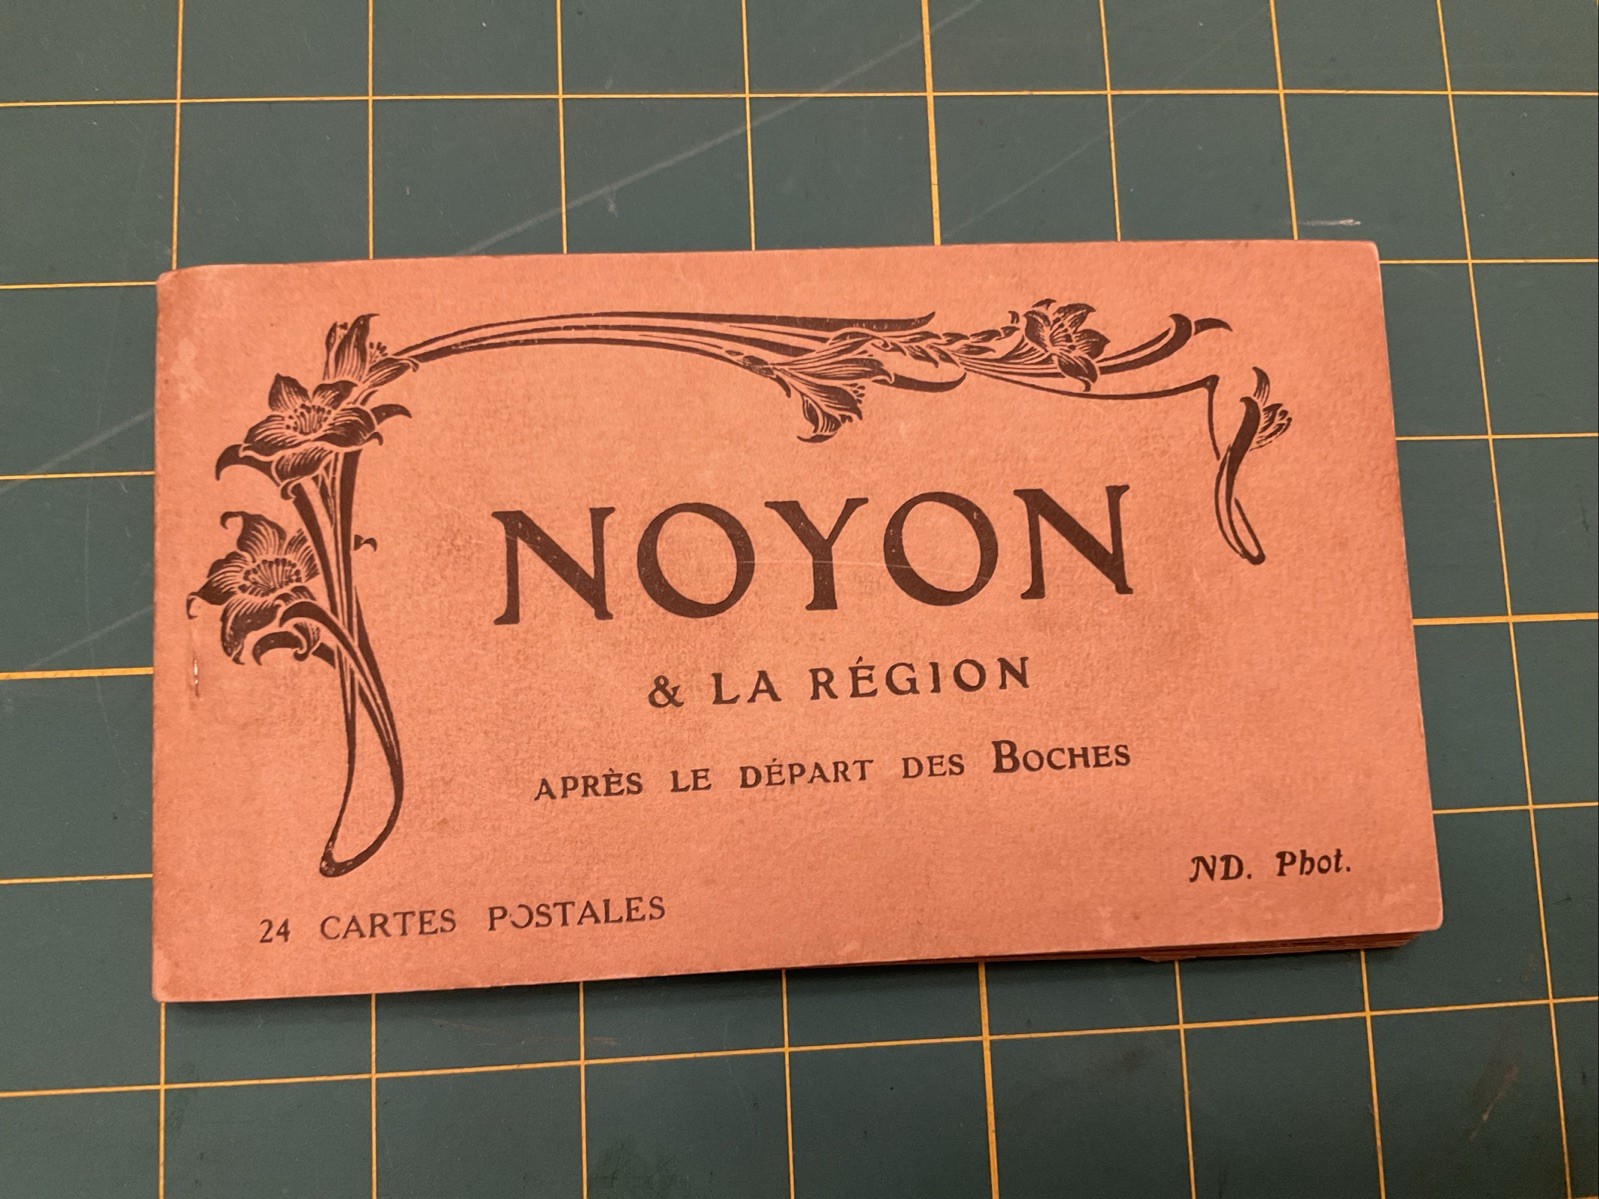 NOYON
& LA RÉGION
APRÈS LE DÉPART DES BOCHES
ND. Phot.
24 CARTES POSTALES